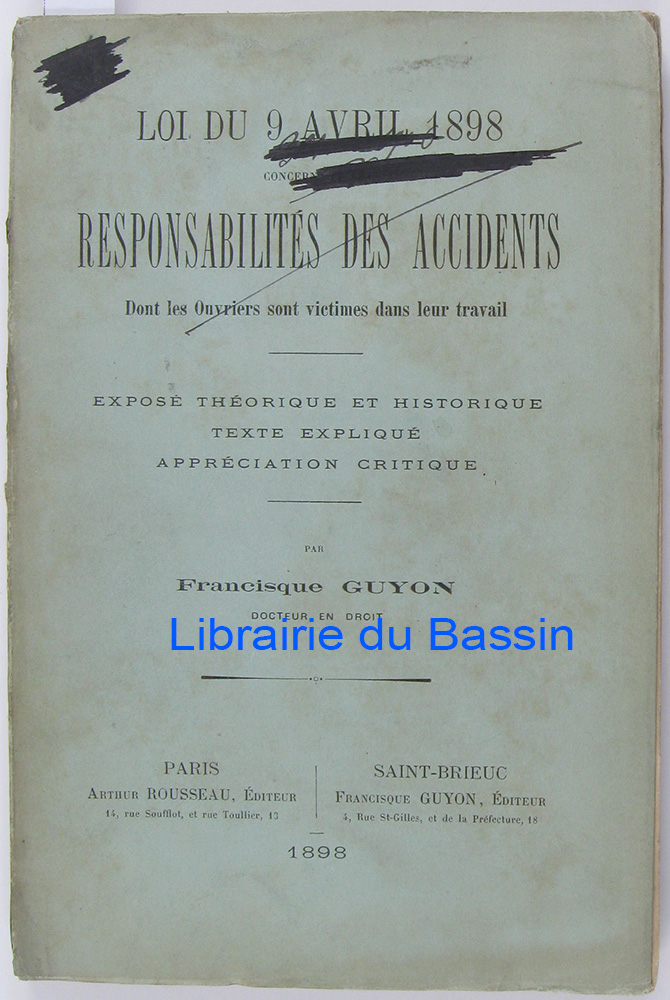 LOI DU 9 AVRIL 1898
RESPONSABILITÉS DES ACCIDENTS
Dont les Ouvriers sont victimes dans leur travail
EXPOSÉ THÉORIQUE ET HISTORIQUE
TEXTE EXPLIQUÉ
APPRÉCIATION CRITIQUE
PAR
Francisque GUYON
DOCTEUR EN DROIT
Librairie du Bassin
PARIS
ARTHUR ROUSSEAU, ÉDITEUR
14, rue Soufflot, et rue Toullier, 13
SAINT-BRIEUC
FRANCISQUE GUYON, ÉDITEUR
4, Rue St-Gilles, et de la Préfecture, 18
1898